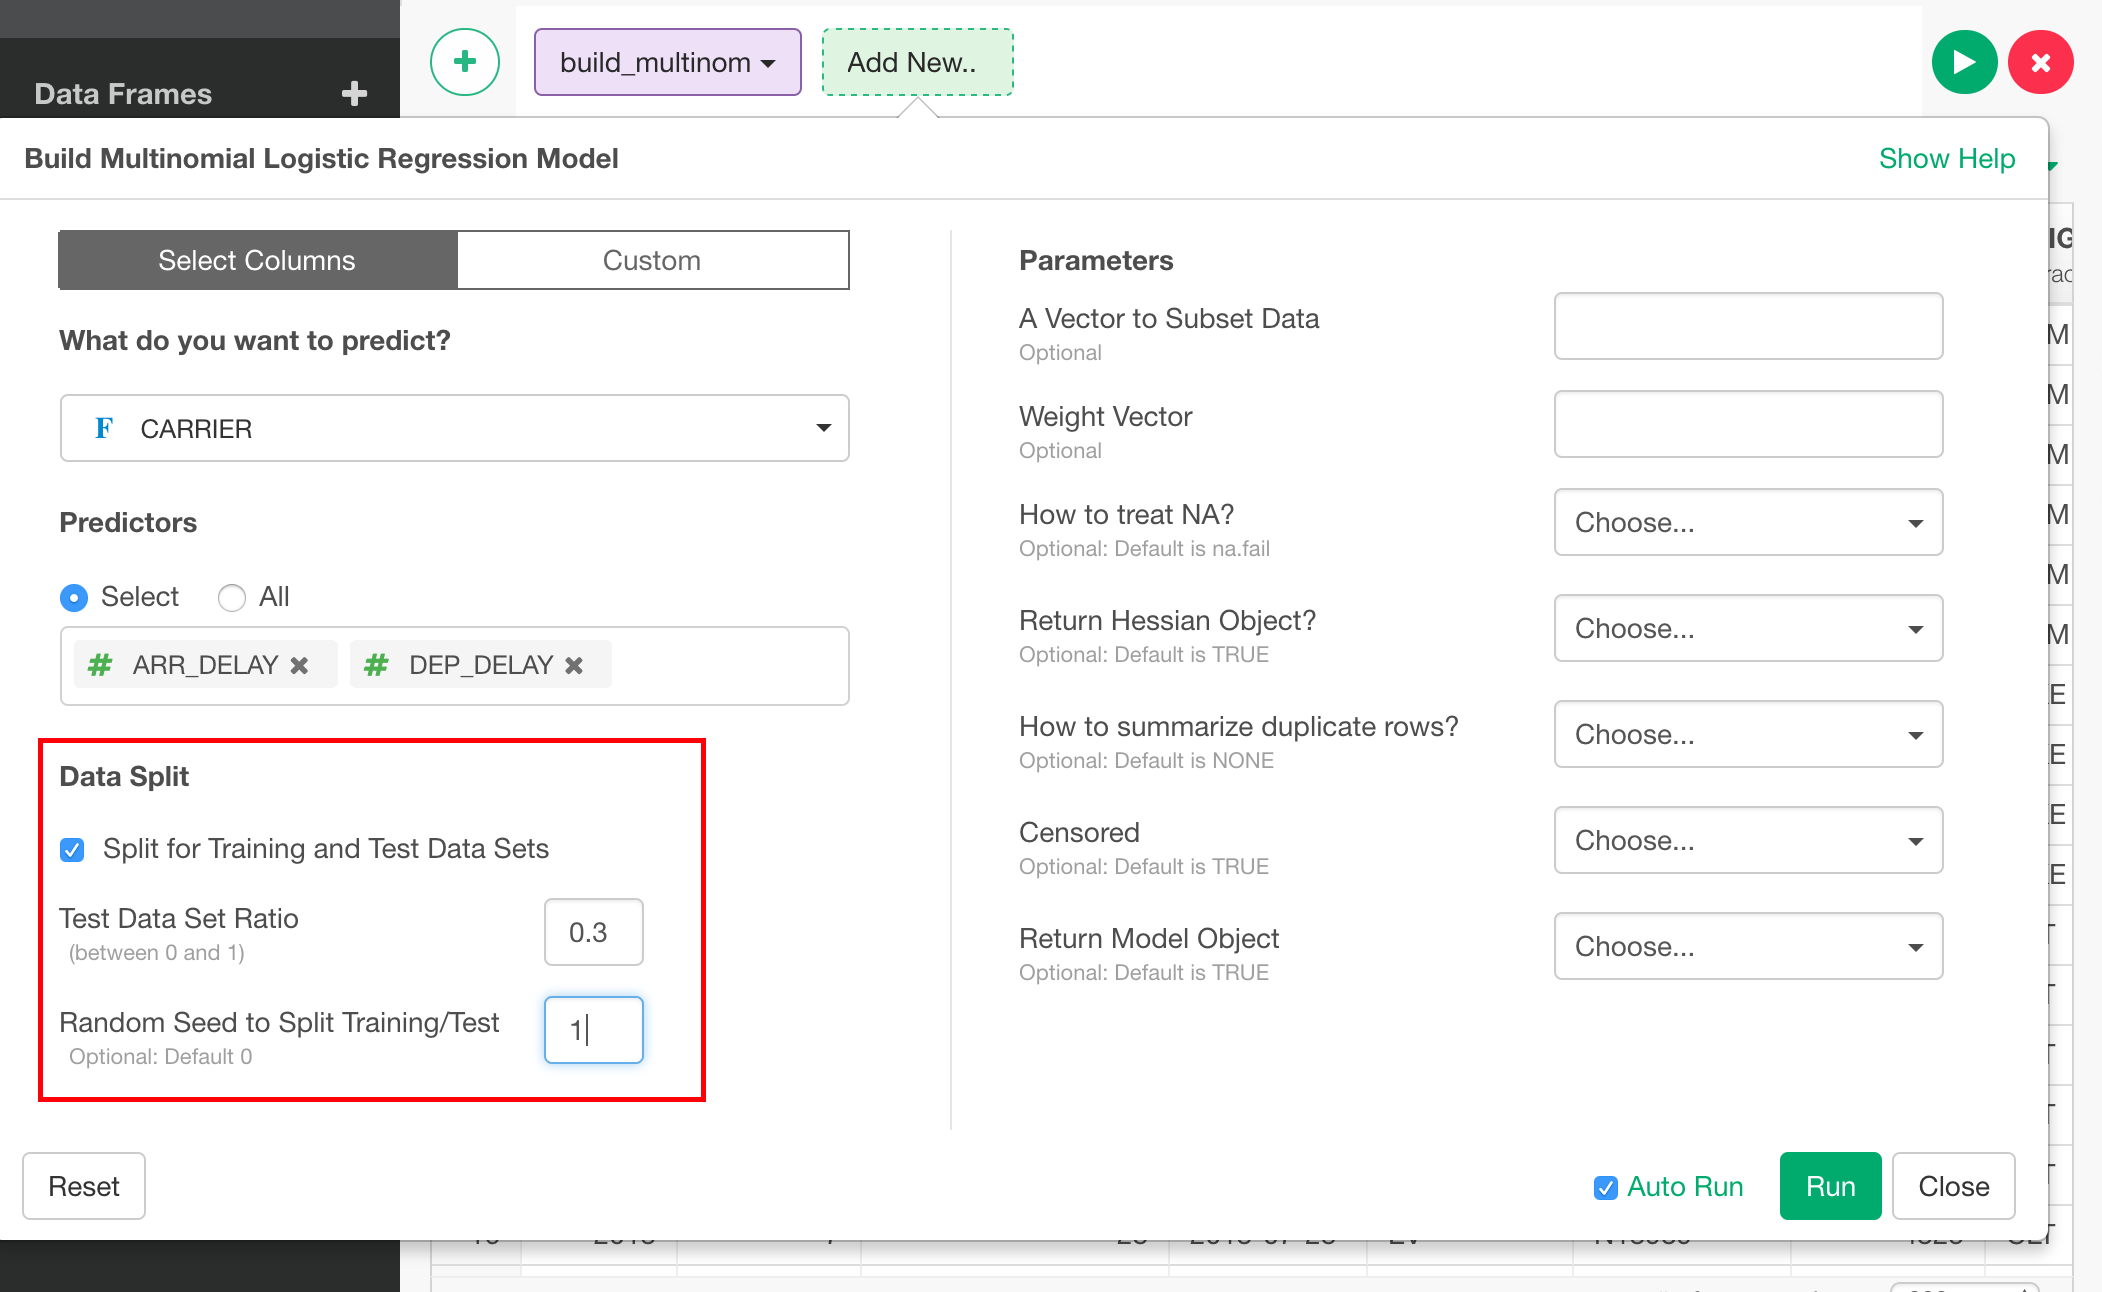 Data Frames
build_multinom
Add New..
Build Multinomial Logistic Regression Model
Show Help
Select Columns
Custom
What do you want to predict?
F CARRIER
Predictors
Select
All
# ARR_DELAY
# DEP_DELAY
Data Split
Split for Training and Test Data Sets
Test Data Set Ratio
(between 0 and 1)
0.3
Random Seed to Split Training/Test
Optional: Default 0
1
Parameters
A Vector to Subset Data
Optional
Weight Vector
Optional
How to treat NA?
Optional: Default is na.fail
Choose...
Return Hessian Object?
Optional: Default is TRUE
Choose...
How to summarize duplicate rows?
Optional: Default is NONE
Choose...
Censored
Optional: Default is TRUE
Choose...
Return Model Object
Optional: Default is TRUE
Choose...
Reset
Auto Run
Run
Close